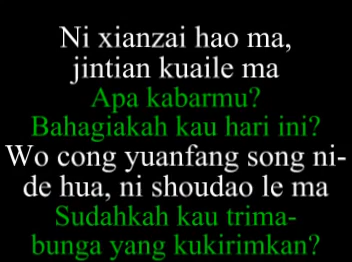 Ni xianzai hao ma,
jintian kuaile ma
Apa kabarmu?
Bahagiakah kau hari ini?
Wo cong yuanfang song ni-
de hua, ni shoudao le ma
Sudahkah kau trima-
bunga yang kukirimkan?